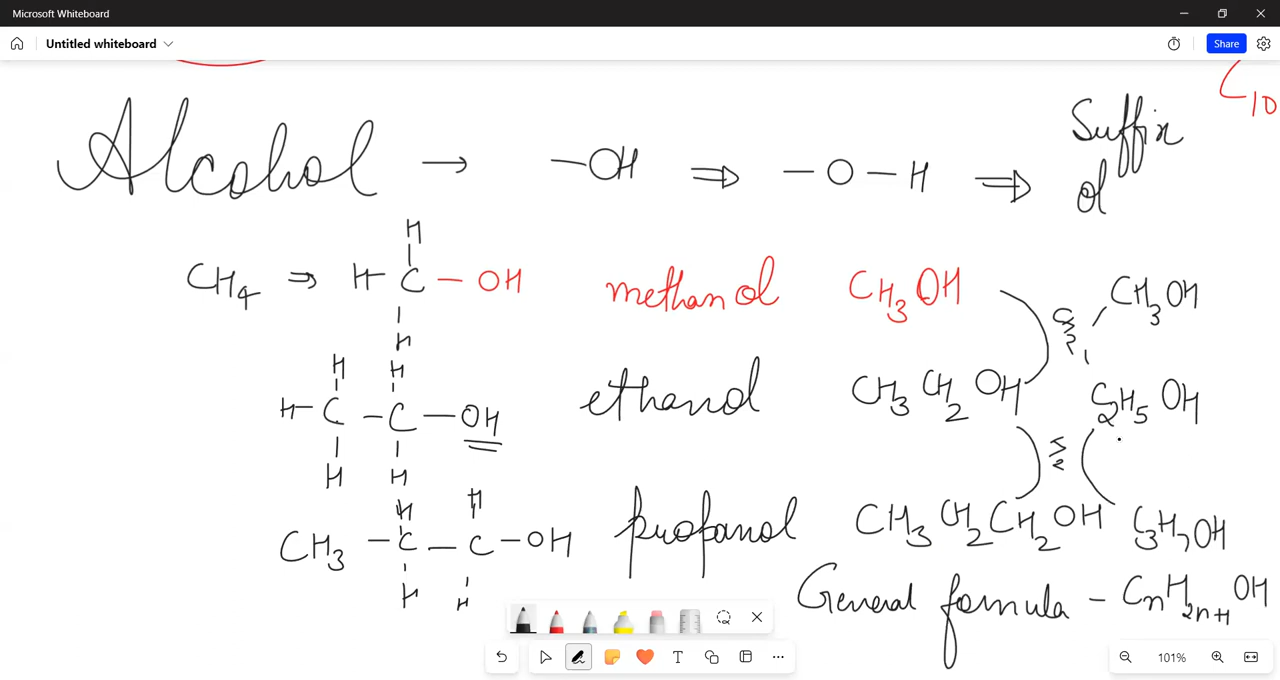 Microsoft Whiteboard
Untitled whiteboard
Share
C10
Alcohol → —OH ⇒ —O—H ⇒ Suffix
ol
H
CH4 ⇒ H-C—OH methanol CH3OH CH3OH
H
H H
H-C-C—OH ethanol CH3CH2OH C2H5OH
H H
H H
CH3—C—C—OH propanol CH3CH2CH2OH C3H7OH
H H
General formula - CnH2n+1OH
T
101%